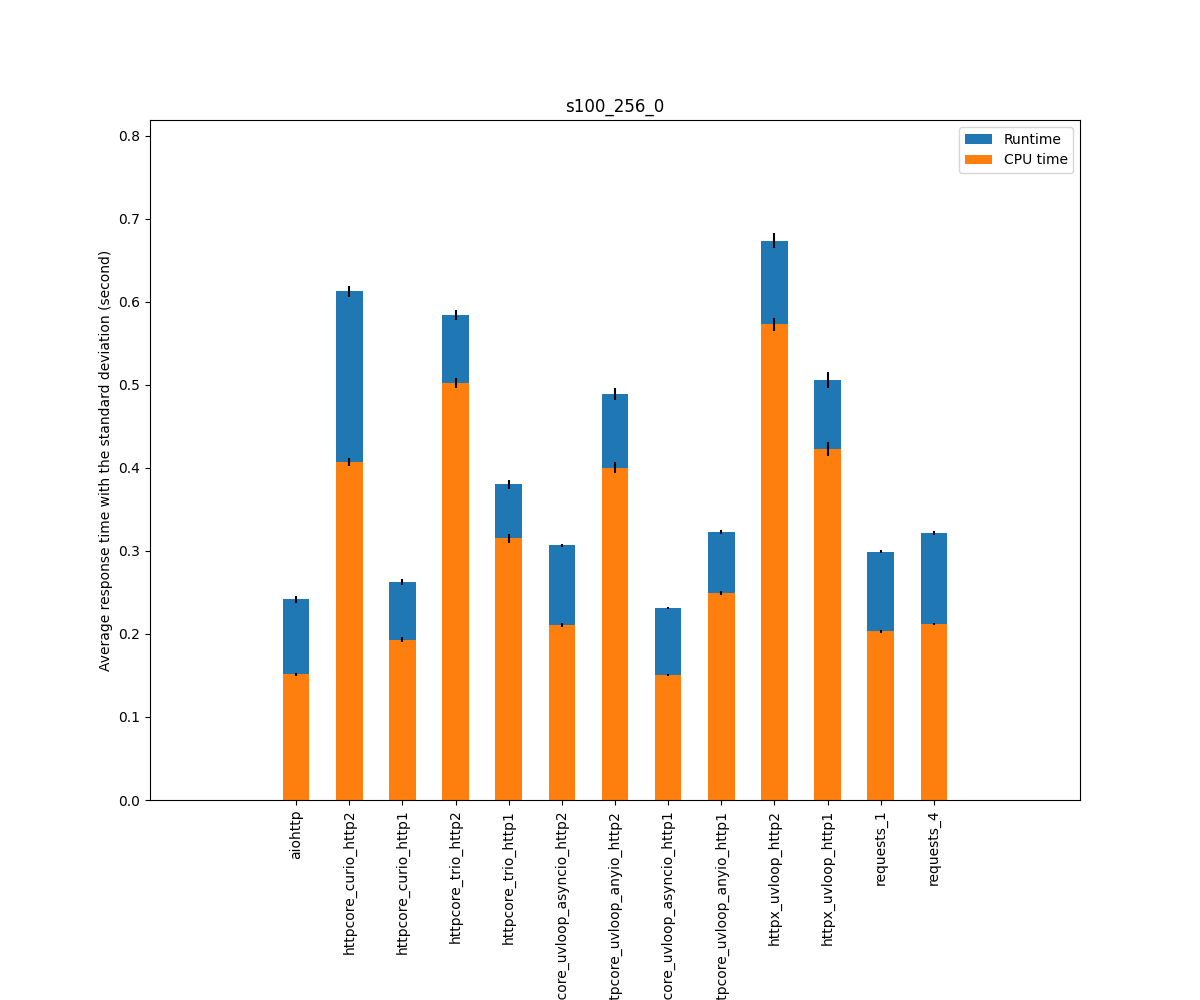 s100_256_0
Runtime
CPU time
Average response time with the standard deviation (second)
0.8
0.7
0.6
0.5
0.4
0.3
0.2
0.1
0.0
aiohttp
httpcore_curio_http2
httpcore_curio_http1
httpcore_trio_http2
httpcore_trio_http1
core_uvloop_asyncio_http2
tpcore_uvloop_anyio_http2
core_uvloop_asyncio_http1
tpcore_uvloop_anyio_http1
httpx_uvloop_http2
httpx_uvloop_http1
requests_1
requests_4